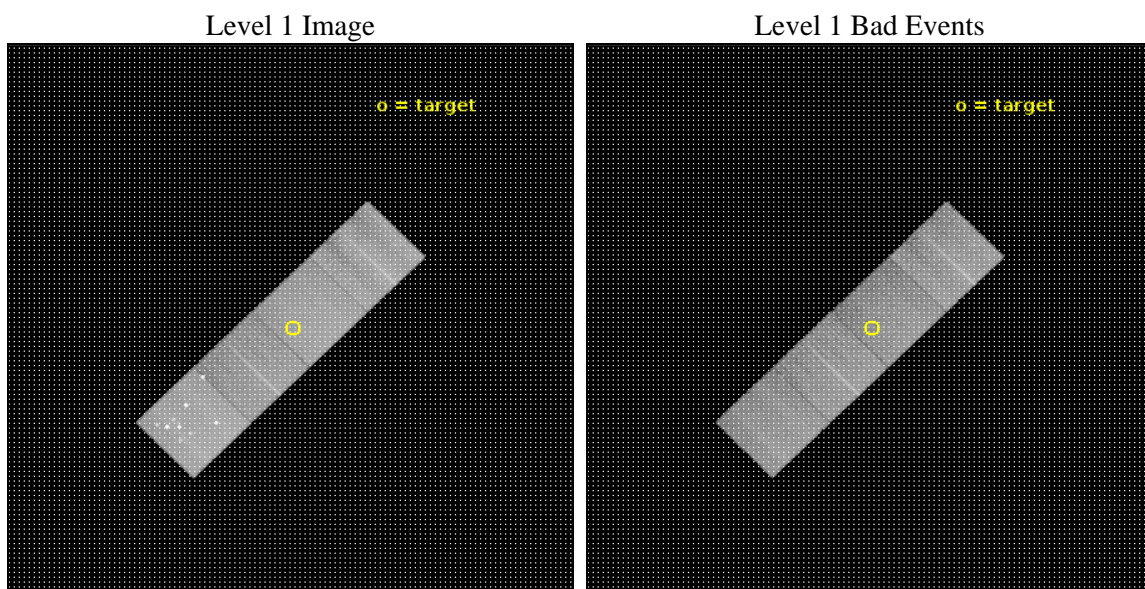 Level 1 Image
Level 1 Bad Events
o = target
o = target